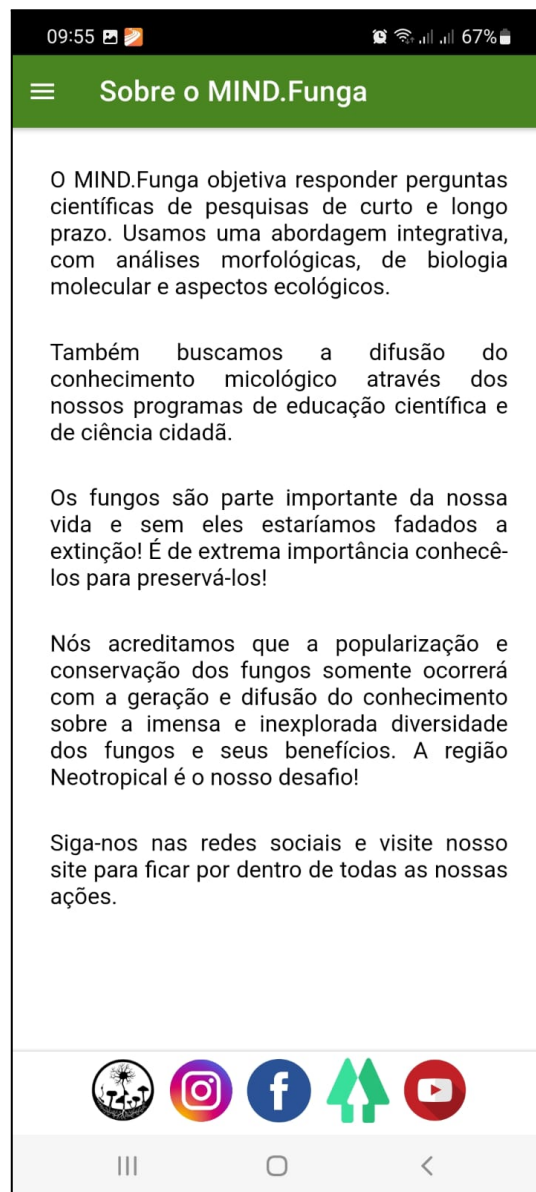 09:55
67%
Sobre o MIND.Funga
O MIND.Funga objetiva responder perguntas
científicas de pesquisas de curto e longo
prazo. Usamos uma abordagem integrativa,
com análises morfológicas, de biologia
molecular e aspectos ecológicos.
Também buscamos a difusão do
conhecimento micológico através dos
nossos programas de educação científica e
de ciência cidadã.
Os fungos são parte importante da nossa
vida e sem eles estaríamos fadados a
extinção! É de extrema importância conhecê-
los para preservá-los!
Nós acreditamos que a popularização e
conservação dos fungos somente ocorrerá
com a geração e difusão do conhecimento
sobre a imensa e inexplorada diversidade
dos fungos e seus benefícios. A região
Neotropical é o nosso desafio!
Siga-nos nas redes sociais e visite nosso
site para ficar por dentro de todas as nossas
ações.